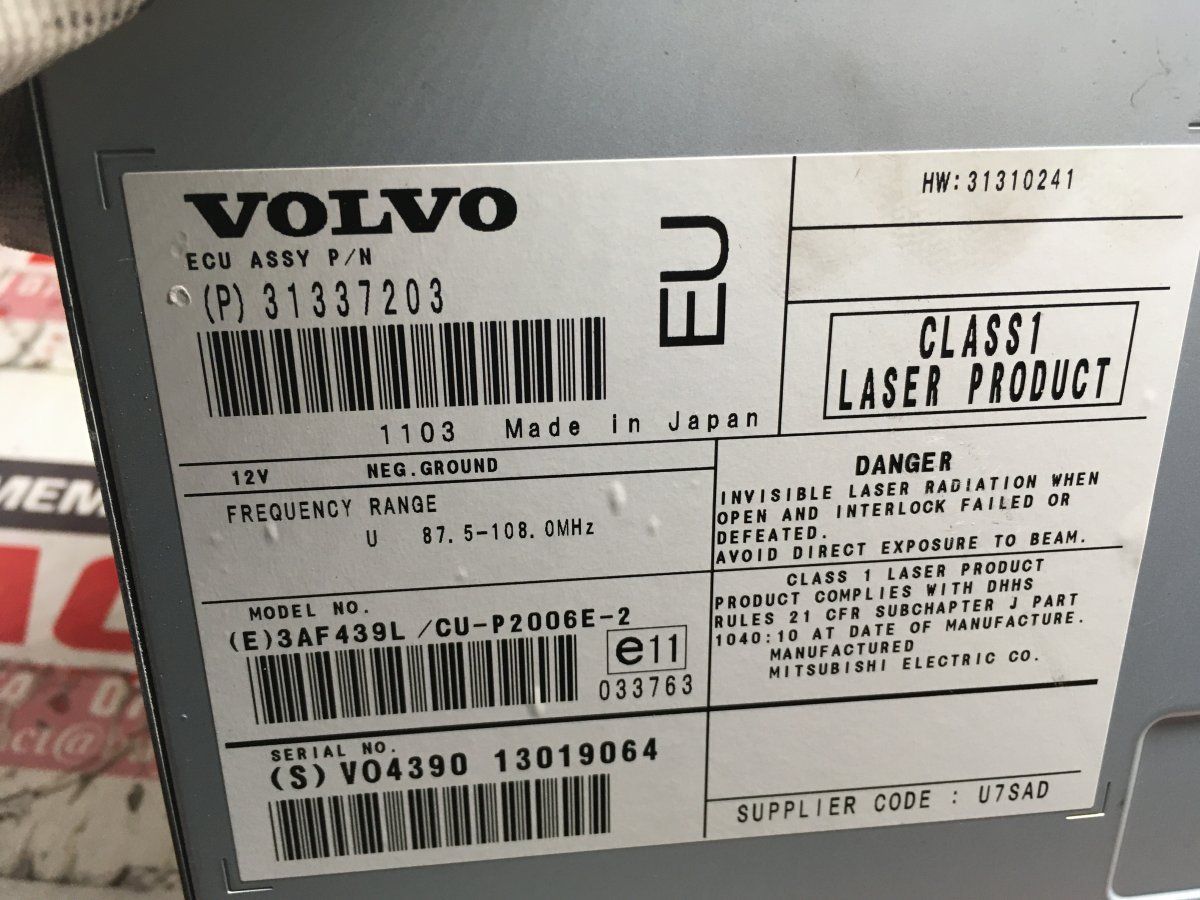 VOLVO
ECU ASSY P/N
(P) 31337203
EU
1103 Made in Japan
HW:31310241
CLASS1
LASER PRODUCT
12V NEG.GROUND
FREQUENCY RANGE
U 87.5-108.0MHz
DANGER
INVISIBLE LASER RADIATION WHEN
OPEN AND INTERLOCK FAILED OR
DEFEATED.
AVOID DIRECT EXPOSURE TO BEAM.
MODEL NO.
(E)3AF439L /CU-P2006E-2
e11
033763
CLASS 1 LASER PRODUCT
PRODUCT COMPLIES WITH DHHS
RULES 21 CFR SUBCHAPTER J PART
1040:10 AT DATE OF MANUFACTURE.
MANUFACTURED
MITSUBISHI ELECTRIC CO.
SERIAL NO.
(S) VO4390 13019064
SUPPLIER CODE : U7SAD